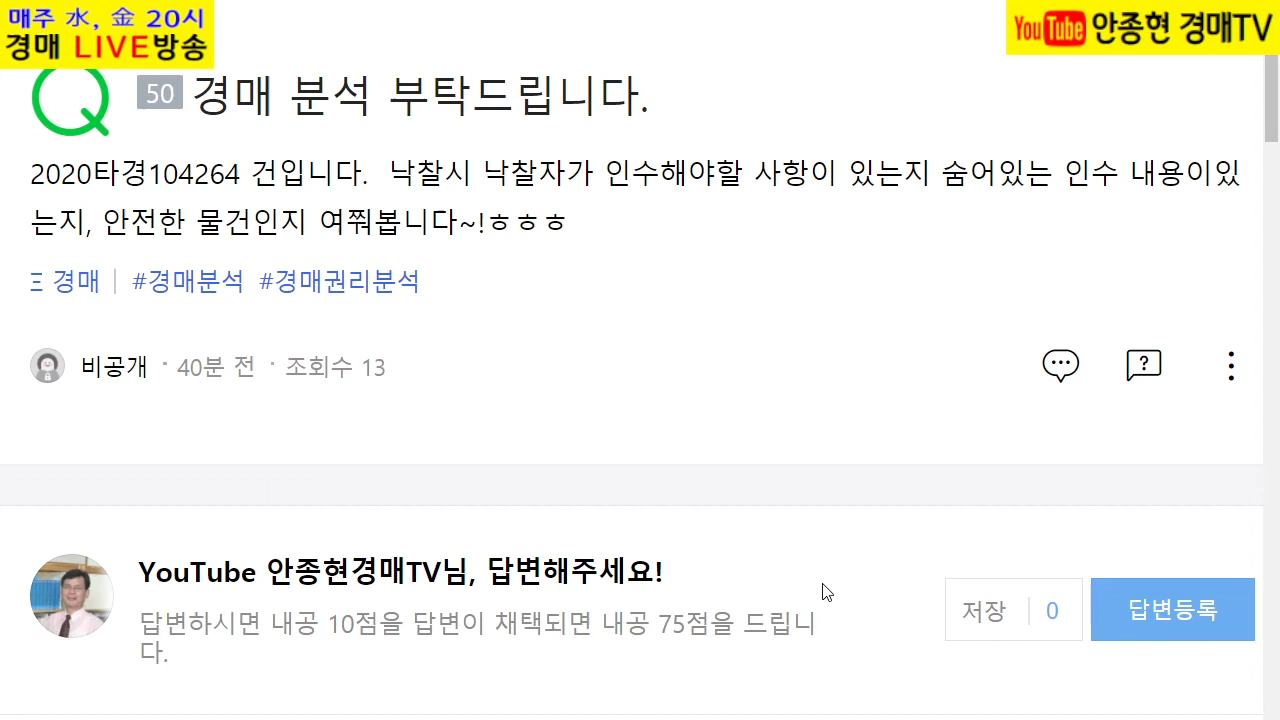 매주 水, 金 20시
경매 LIVE방송
YouTube 안종현 경매TV
50 경매 분석 부탁드립니다.
2020타경104264 건입니다. 낙찰시 낙찰자가 인수해야할 사항이 있는지 숨어있는 인수 내용이있
는지, 안전한 물건인지 여쭤봅니다~!ㅎㅎㅎ
경매 #경매분석 #경매권리분석
비공개 · 40분 전 · 조회수 13
YouTube 안종현경매TV님, 답변해주세요!
답변하시면 내공 10점을 답변이 채택되면 내공 75점을 드립니
다.
저장 0
답변등록